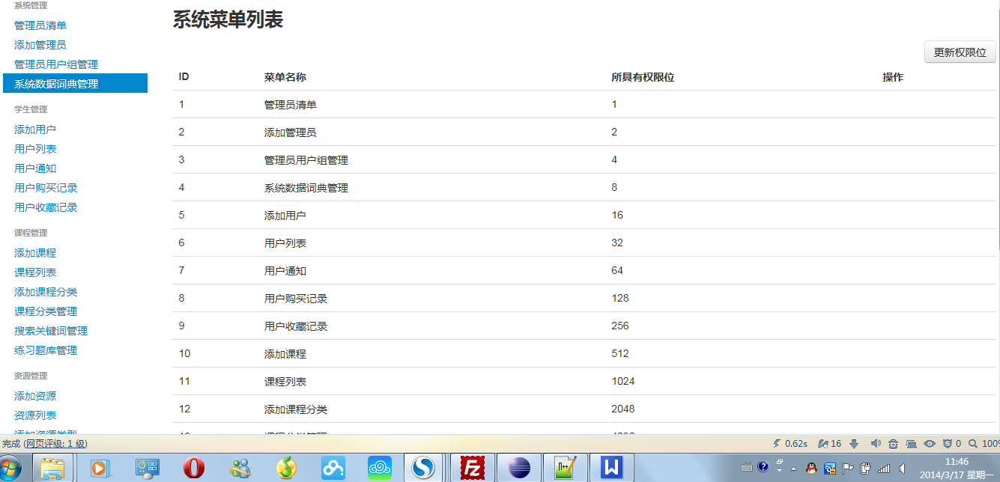 系统管理
管理员清单
添加管理员
管理员用户组管理
系统数据词典管理
学生管理
添加用户
用户列表
用户通知
用户购买记录
用户收藏记录
课程管理
添加课程
课程列表
添加课程分类
课程分类管理
搜索关键词管理
练习题库管理
资源管理
添加资源
资源列表
添加资源类型
系统菜单列表
更新权限位
ID 菜单名称 所具有权限位 操作
1 管理员清单 1
2 添加管理员 2
3 管理员用户组管理 4
4 系统数据词典管理 8
5 添加用户 16
6 用户列表 32
7 用户通知 64
8 用户购买记录 128
9 用户收藏记录 256
10 添加课程 512
11 课程列表 1024
12 添加课程分类 2048
完成 (网页评级: 1 级) 0.62s 16 0 100%
11:46
2014/3/17 星期一